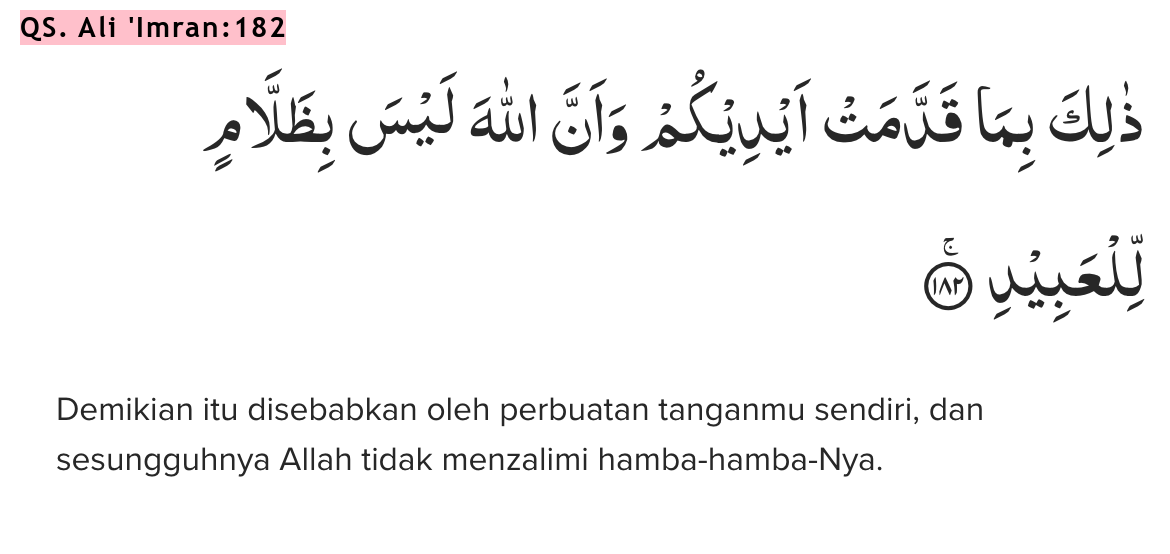 QS. Ali 'Imran:182
ذٰلِكَ بِمَا قَدَّمَتْ اَيْدِيْكُمْ وَاَنَّ اللّٰهَ لَيْسَ بِظَلَّامٍ
لِّلْعَبِيْدِۚ ۝١٨٢
Demikian itu disebabkan oleh perbuatan tanganmu sendiri, dan
sesungguhnya Allah tidak menzalimi hamba-hamba-Nya.